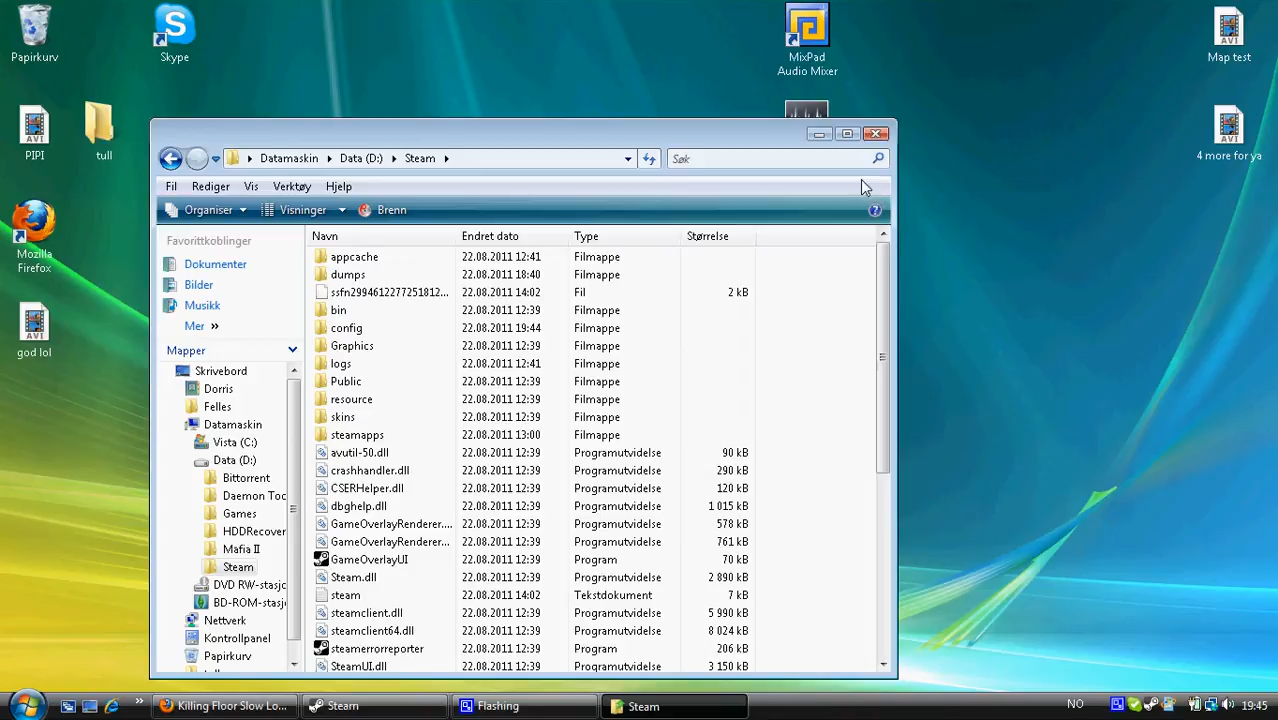 Papirkurv
Skype
MixPad
Audio Mixer
AVI
Map test
AVI
PIPI
tull
AVI
4 more for ya
Mozilla
Firefox
AVI
god lol
Datamaskin
Data (D:)
Steam
Søk
Fil
Rediger
Vis
Verktøy
Hjelp
Organiser
Visninger
Brenn
Favorittkoblinger
Dokumenter
Bilder
Musikk
Mer »
Mapper
Skrivebord
Dorris
Felles
Datamaskin
Vista (C:)
Data (D:)
Bittorrent
Daemon Toc
Games
HDDRecover
Mafia II
Steam
DVD RW-stasjo
BD-ROM-stasj
Nettverk
Kontrollpanel
Papirkurv
Navn Endret dato Type Størrelse
appcache 22.08.2011 12:41 Filmappe
dumps 22.08.2011 18:40 Filmappe
ssfn2994612277251812... 22.08.2011 14:02 Fil 2 kB
bin 22.08.2011 12:39 Filmappe
config 22.08.2011 19:44 Filmappe
Graphics 22.08.2011 12:39 Filmappe
logs 22.08.2011 12:41 Filmappe
Public 22.08.2011 12:39 Filmappe
resource 22.08.2011 12:39 Filmappe
skins 22.08.2011 12:39 Filmappe
steamapps 22.08.2011 13:00 Filmappe
avutil-50.dll 22.08.2011 12:39 Programutvidelse 90 kB
crashhandler.dll 22.08.2011 12:39 Programutvidelse 290 kB
CSERHelper.dll 22.08.2011 12:39 Programutvidelse 120 kB
dbghelp.dll 22.08.2011 12:39 Programutvidelse 1 015 kB
GameOverlayRenderer.... 22.08.2011 12:39 Programutvidelse 578 kB
GameOverlayRenderer... 22.08.2011 12:39 Programutvidelse 761 kB
GameOverlayUI 22.08.2011 12:39 Program 70 kB
Steam.dll 22.08.2011 12:39 Programutvidelse 2 890 kB
steam 22.08.2011 14:02 Tekstdokument 7 kB
steamclient.dll 22.08.2011 12:39 Programutvidelse 5 990 kB
steamclient64.dll 22.08.2011 12:39 Programutvidelse 8 024 kB
steamerrorreporter 22.08.2011 12:39 Program 206 kB
SteamUI.dll 22.08.2011 12:39 Programutvidelse 3 150 kB
Killing Floor Slow Lo...
Steam
Flashing
Steam
NO
19:45